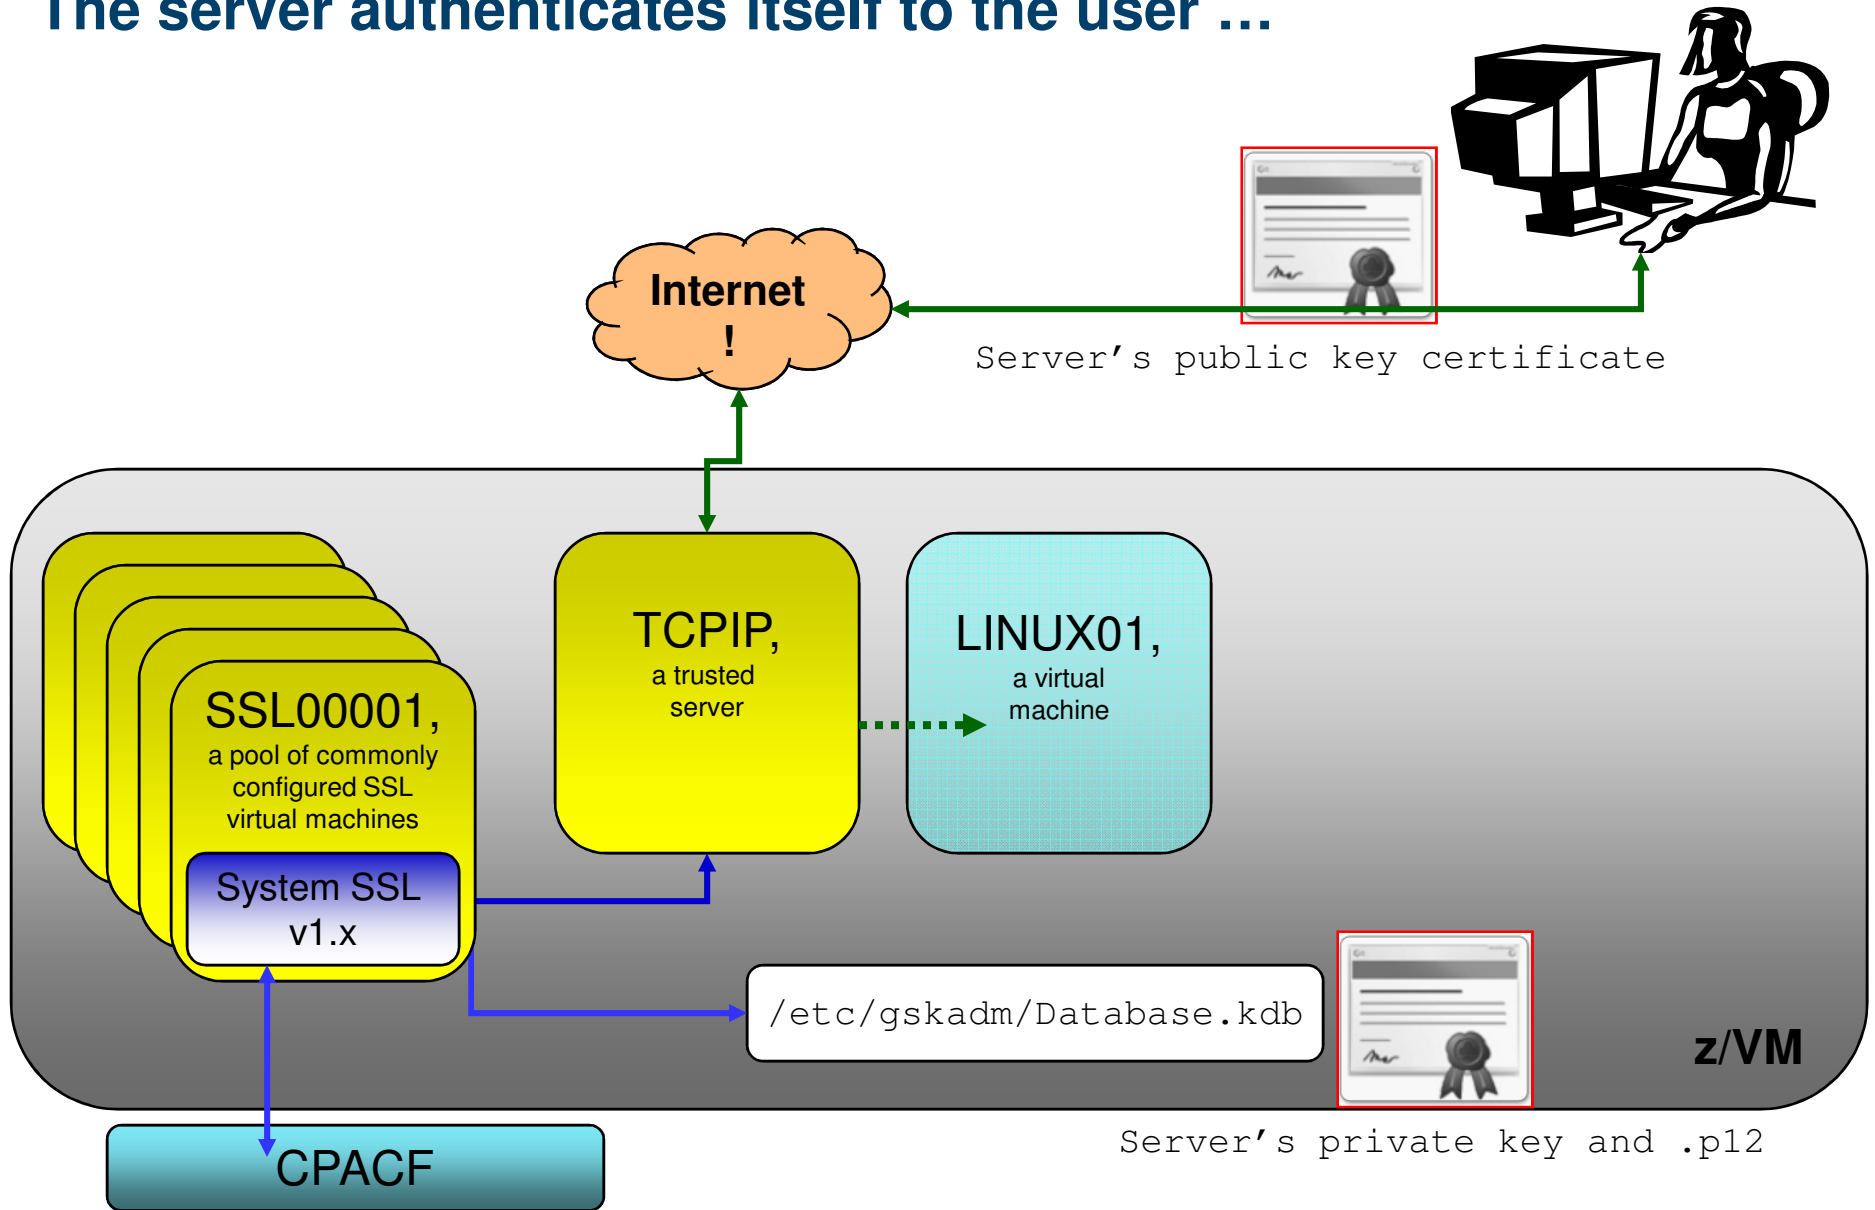 The server authenticates itself to the user …
Internet
!
Server’s public key certificate
TCPIP,
a trusted
server
LINUX01,
a virtual
machine
SSL00001,
a pool of commonly
configured SSL
virtual machines
System SSL
v1.x
/etc/gskadm/Database.kdb
z/VM
Server’s private key and .p12
CPACF